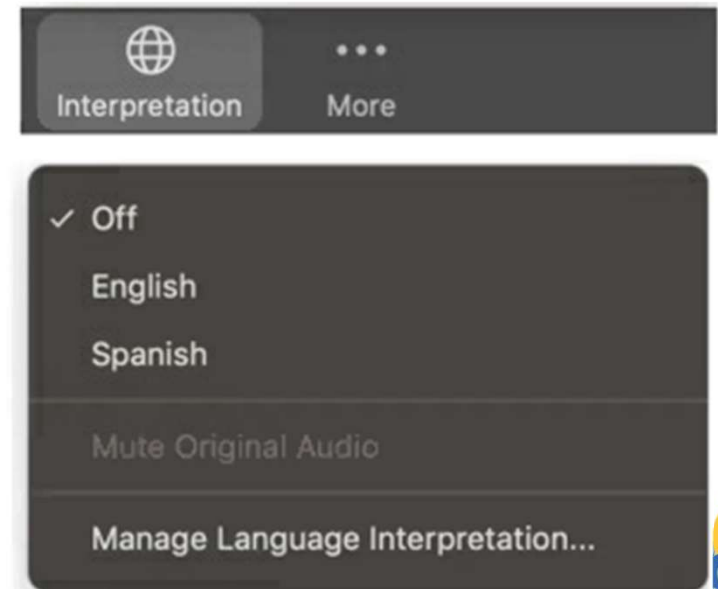 Interpretation
More
Off
English
Spanish
Mute Original Audio
Manage Language Interpretation...